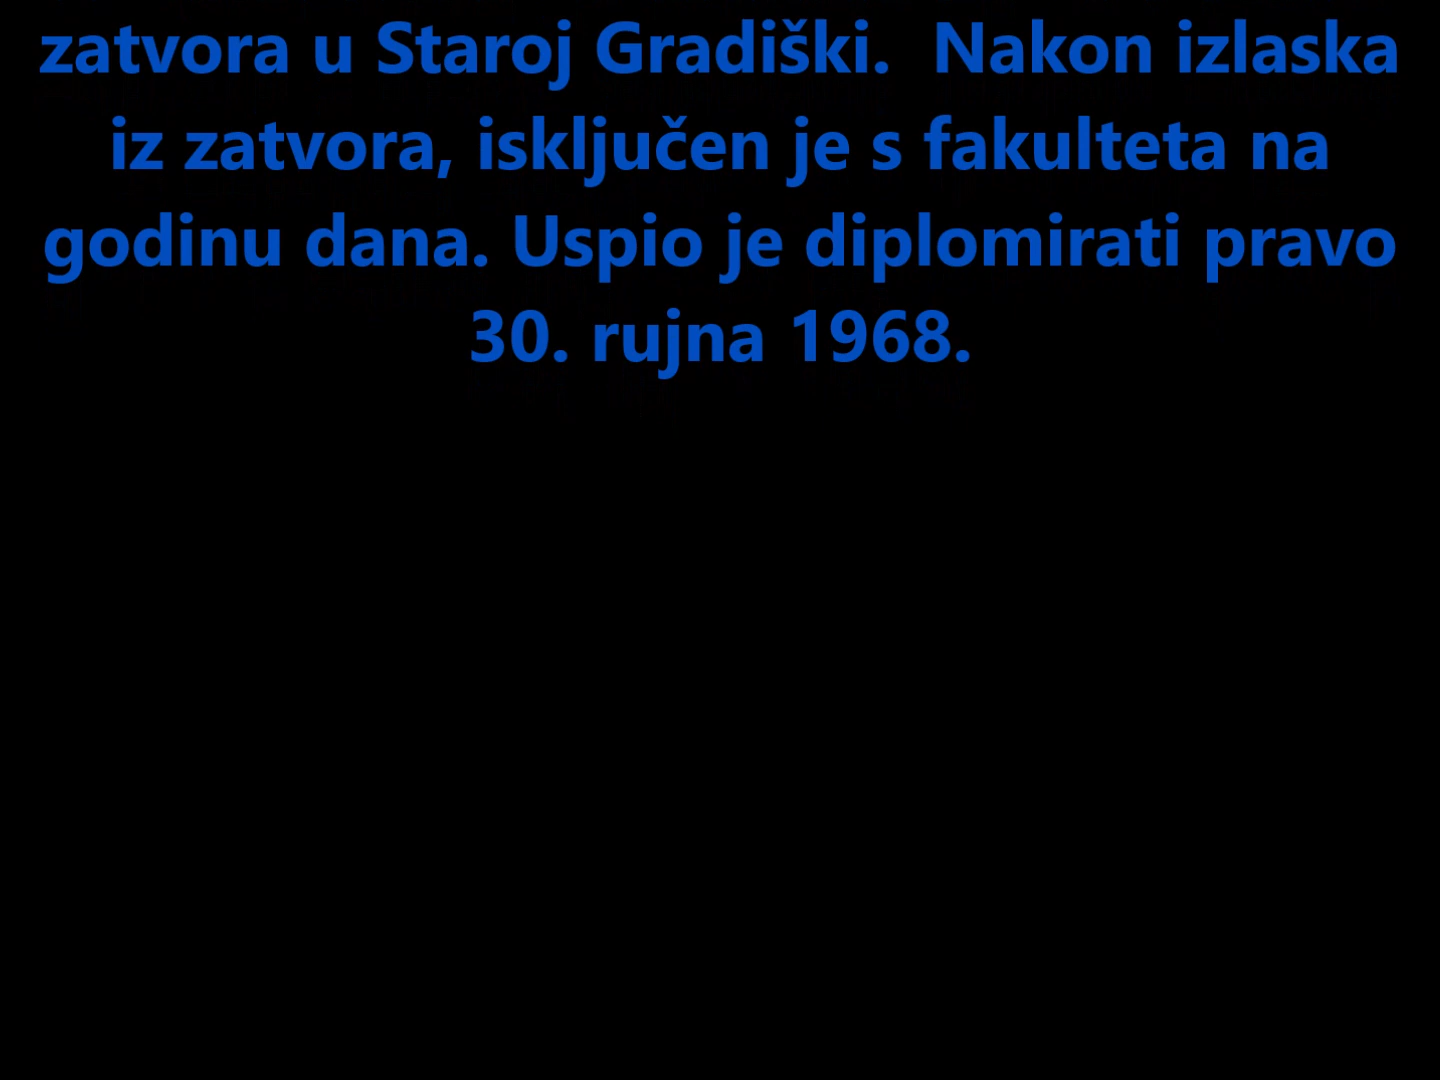 zatvora u Staroj Gradiški.  Nakon izlaska
iz zatvora, isključen je s fakulteta na
godinu dana. Uspio je diplomirati pravo
30. rujna 1968.